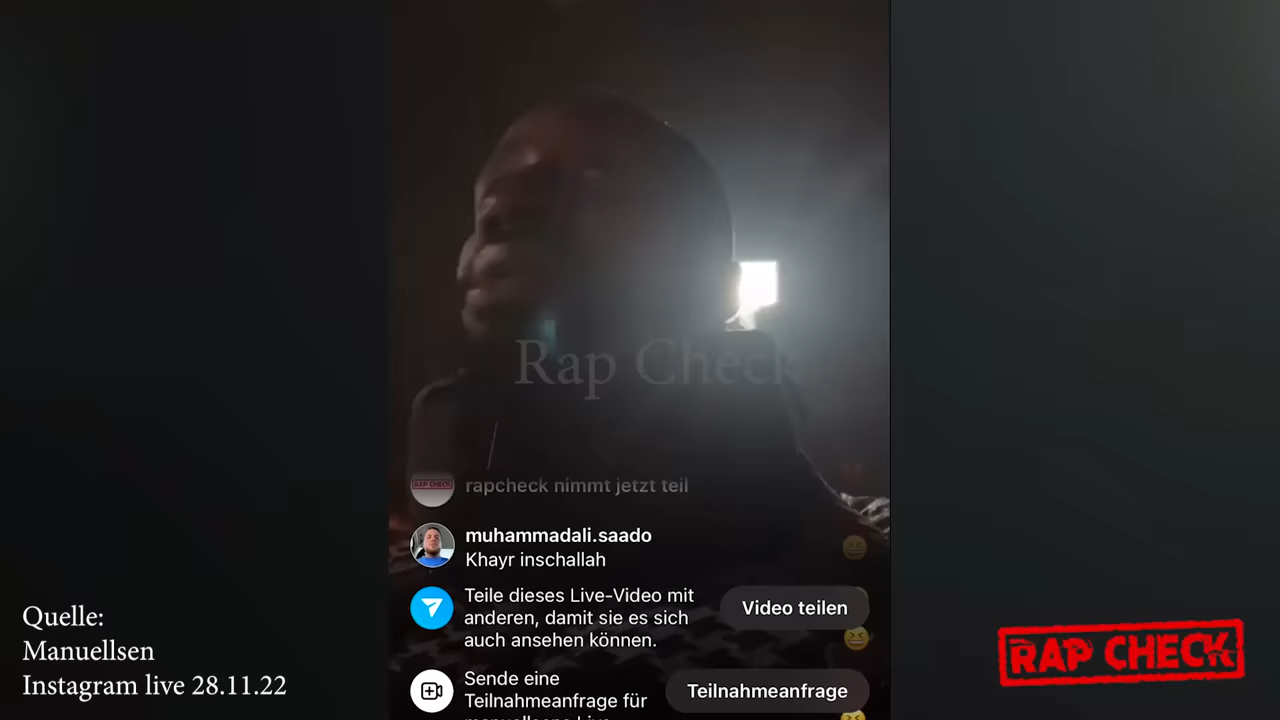 Rap Check
RAP CHECK
rapcheck nimmt jetzt teil
muhammadali.saado
Khayr inschallah
Teile dieses Live-Video mit
anderen, damit sie es sich
auch ansehen können.
Video teilen
Sende eine
Teilnahmeanfrage für
Teilnahmeanfrage
Quelle:
Manuellsen
Instagram live 28.11.22
RAP CHECK